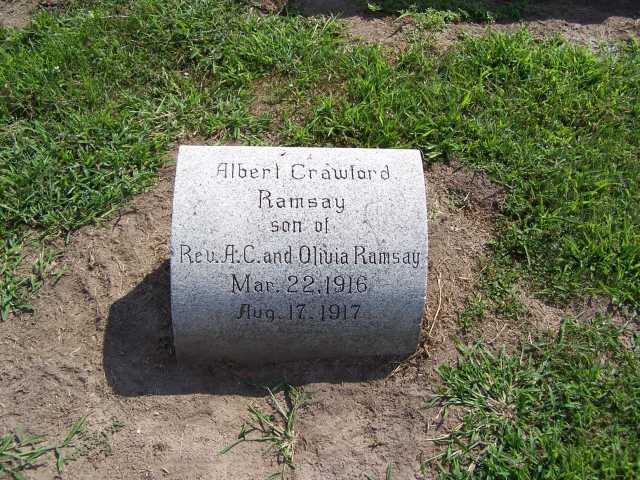 Albert Crawford
Ramsay
son of
Rev. A.C. and Olivia Ramsay
Mar. 22, 1916
Aug. 17, 1917